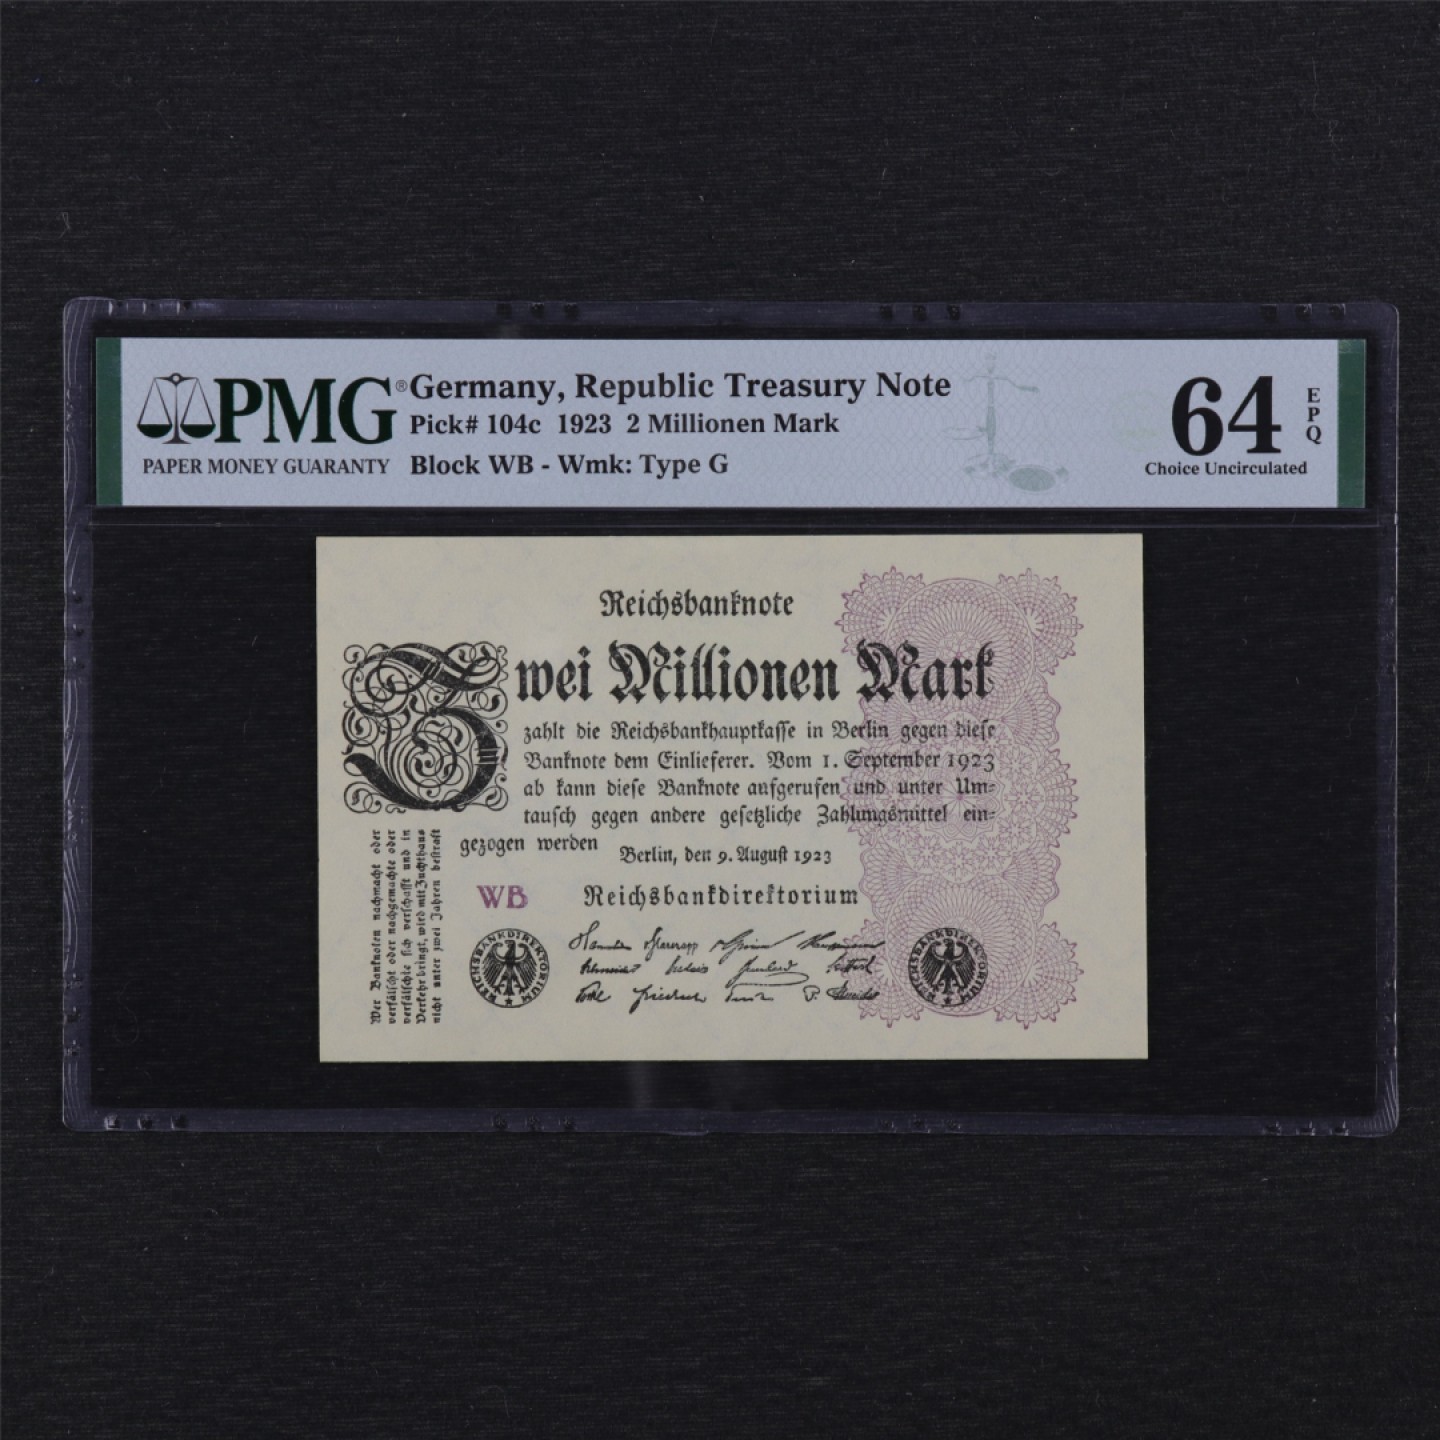 PMG®
PAPER MONEY GUARANTY
Germany, Republic Treasury Note
Pick# 104c 1923 2 Millionen Mark
Block WB - Wmk: Type G
64 EPQ
Choice Uncirculated
Reichsbanknote
Zwei Millionen Mark
zahlt die Reichsbankhauptkasse in Berlin gegen diese
Banknote dem Einlieferer. Vom 1. September 1923
ab kann diese Banknote aufgerufen und unter Um-
tausch gegen andere gesetzliche Zahlungsmittel ein-
gezogen werden
Berlin, den 9. August 1923
WB
Reichsbankdirektorium
REICHSBANKDIREKTORIUM
REICHSBANKDIREKTORIUM
Wer Banknoten nachmacht oder
verfälscht oder nachgemachte oder
verfälschte sich verschafft und in
Verkehr bringt, wird mit Zuchthaus
nicht unter zwei Jahren bestraft